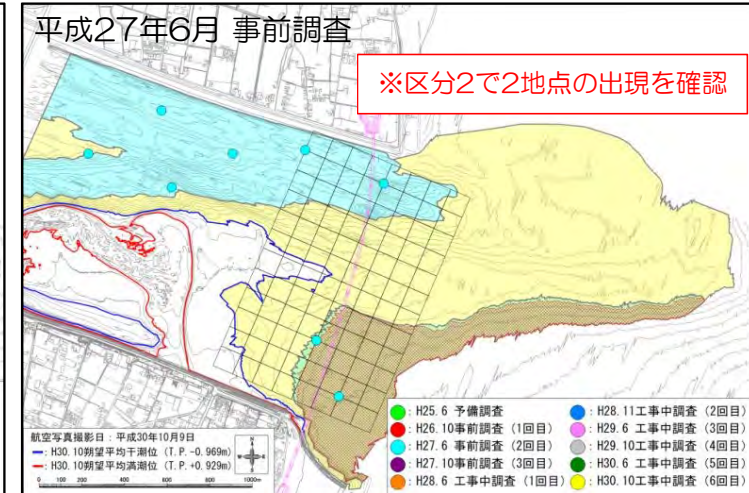 平成27年6月 事前調査
※区分2で2地点の出現を確認
航空写真撮影日：平成30年10月9日
: H30.10朔望平均干潮位（T.P.-0.969m）
: H30.10朔望平均満潮位（T.P.+0.929m）
0 200 400 600 800 1000m
: H25.6 予備調査
: H26.10事前調査（1回目）
: H27.6 事前調査（2回目）
: H27.10事前調査（3回目）
: H28.6 工事中調査（1回目）
: H28.11工事中調査（2回目）
: H29.6 工事中調査（3回目）
: H29.10工事中調査（4回目）
: H30.6 工事中調査（5回目）
: H30.10工事中調査（6回目）